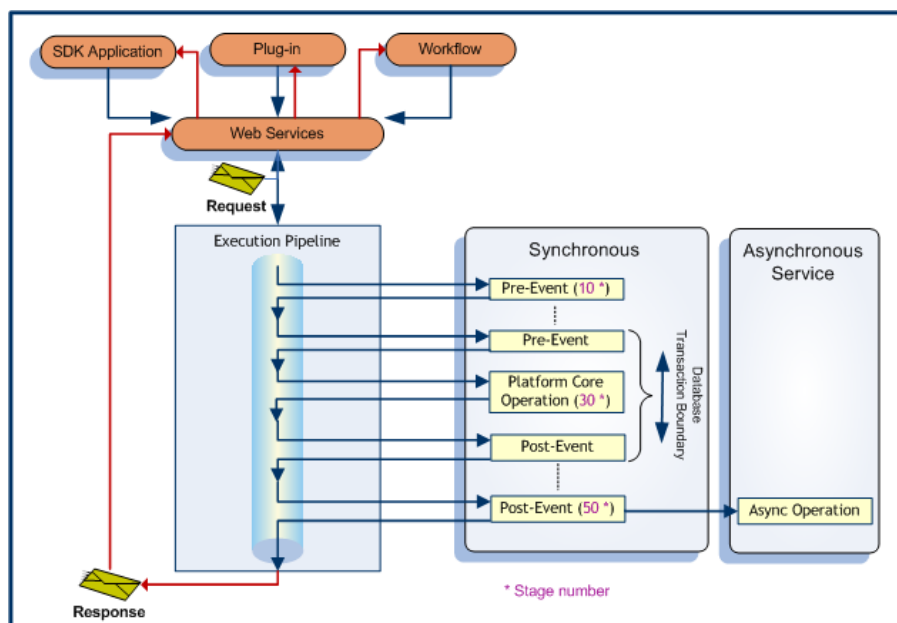 SDK Application
Plug-in
Workflow
Web Services
Request
Execution Pipeline
Synchronous
Asynchronous
Service
Pre-Event (10 *)
Pre-Event
Platform Core
Operation (30 *)
Post-Event
Post-Event (50 *)
Database
Transaction Boundary
Async Operation
* Stage number
Response